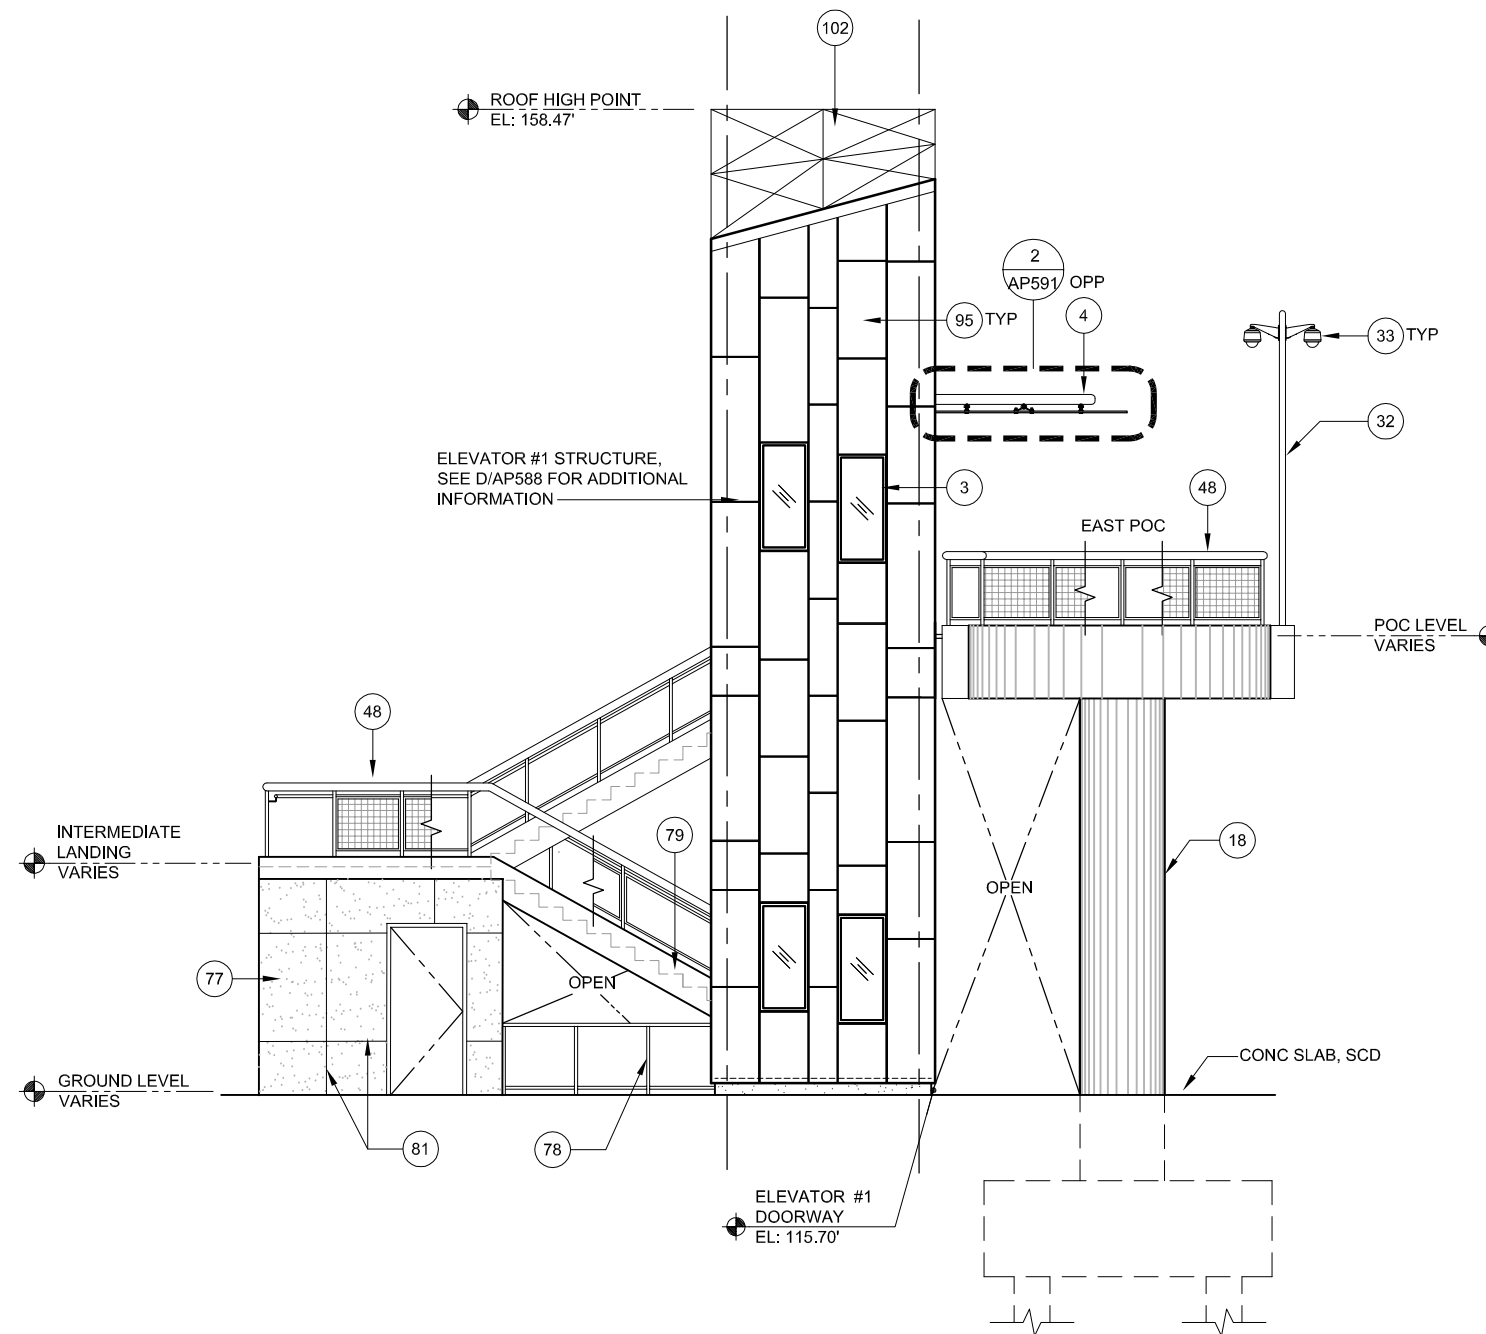 102
ROOF HIGH POINT
EL: 158.47'
2
AP591 OPP
4
95 TYP
33 TYP
32
ELEVATOR #1 STRUCTURE,
SEE D/AP588 FOR ADDITIONAL
INFORMATION
3
48
EAST POC
POC LEVEL
VARIES
48
INTERMEDIATE
LANDING
VARIES
79
18
OPEN
77
OPEN
CONC SLAB, SCD
GROUND LEVEL
VARIES
81
78
ELEVATOR #1
DOORWAY
EL: 115.70'